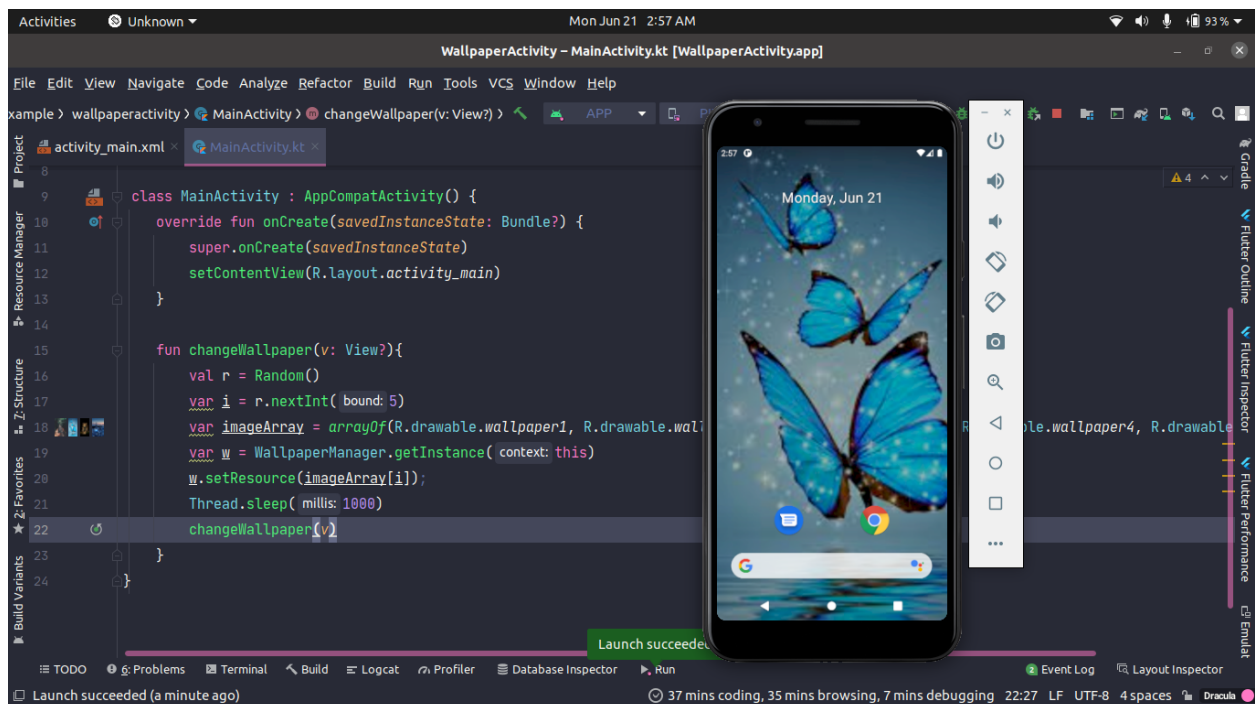 Activities Unknown Mon Jun 21 2:57 AM 93 %
WallpaperActivity – MainActivity.kt [WallpaperActivity.app]
File Edit View Navigate Code Analyze Refactor Build Run Tools VCS Window Help
xample wallpaperactivity MainActivity changeWallpaper(v: View?) APP
activity_main.xml MainActivity.kt
8
9 class MainActivity : AppCompatActivity() {
10 override fun onCreate(savedInstanceState: Bundle?) {
11 super.onCreate(savedInstanceState)
12 setContentView(R.layout.activity_main)
13 }
14
15 fun changeWallpaper(v: View?){
16 val r = Random()
17 var i = r.nextInt( bound: 5)
18 var imageArray = arrayOf(R.drawable.wallpaper1, R.drawable.wall
ble.wallpaper4, R.drawable
19 var w = WallpaperManager.getInstance( context: this)
20 w.setResource(imageArray[i]);
21 Thread.sleep( millis: 1000)
22 changeWallpaper(v)
23 }
24 }
4
2:57
Monday, Jun 21
Project
Resource Manager
7: Structure
2: Favorites
Build Variants
Gradle
Flutter Outline
Flutter Inspector
Flutter Performance
Emulat
Launch succeeded
TODO 6: Problems Terminal Build Logcat Profiler Database Inspector Run 2 Event Log Layout Inspector
Launch succeeded (a minute ago) 37 mins coding, 35 mins browsing, 7 mins debugging 22:27 LF UTF-8 4 spaces Dracula